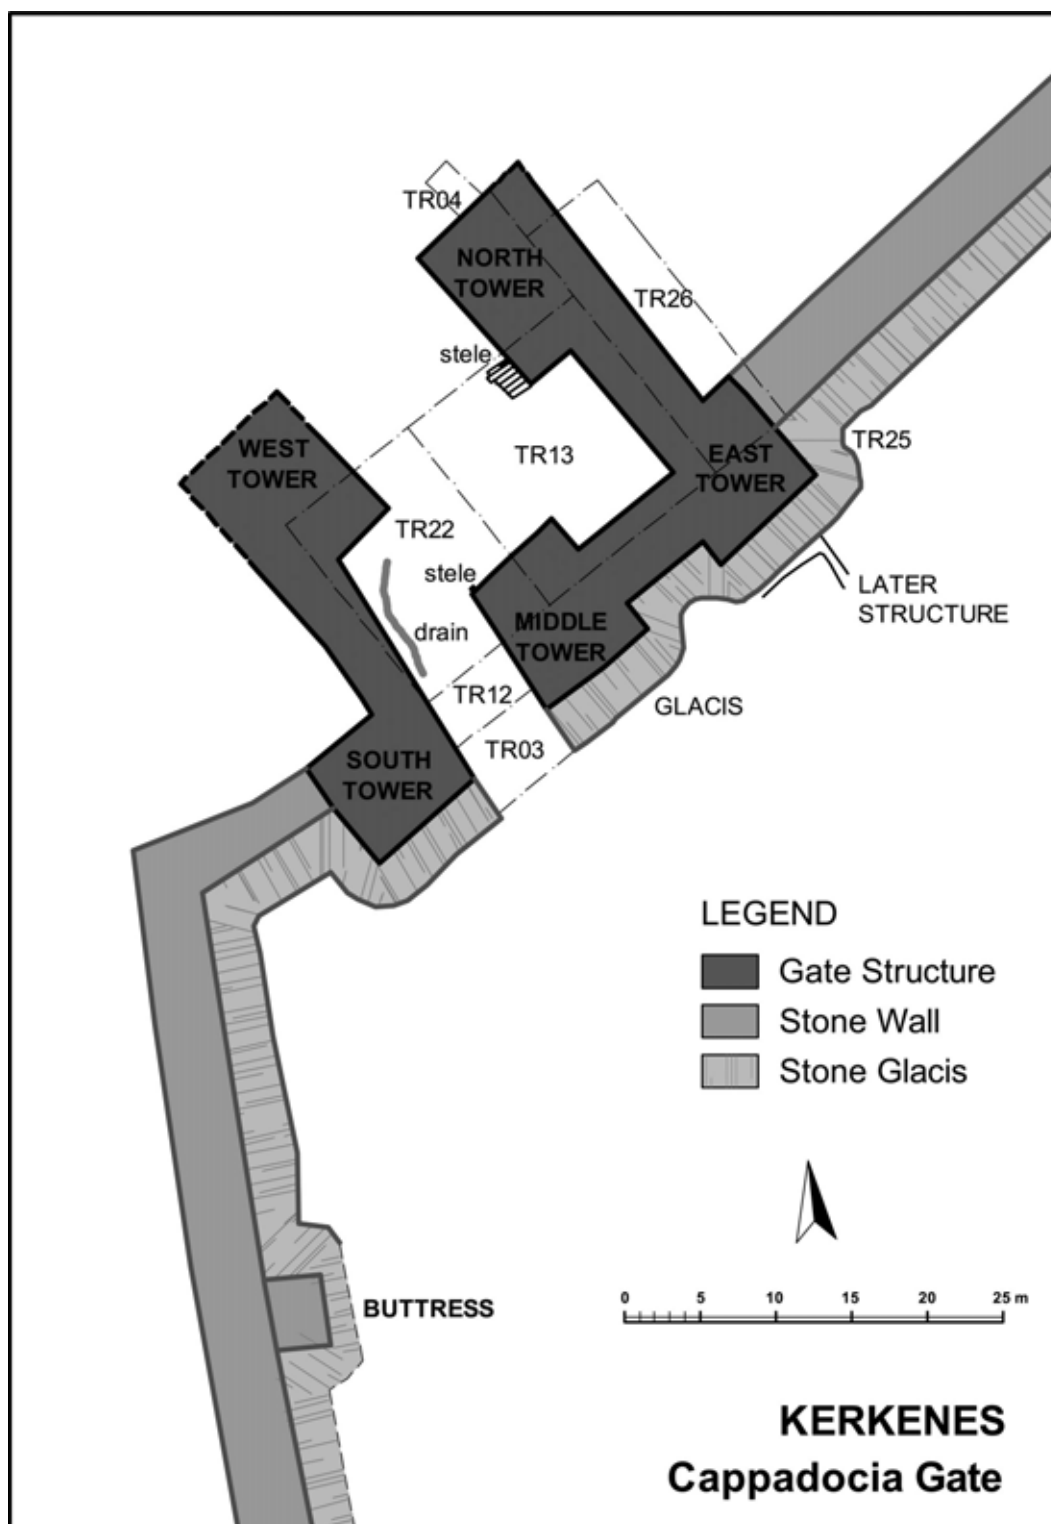 TR04
NORTH
TOWER
TR26
stele
WEST
TOWER
TR13
EAST
TOWER
TR25
TR22
stele
LATER
STRUCTURE
drain
MIDDLE
TOWER
TR12
GLACIS
TR03
SOUTH
TOWER
LEGEND
Gate Structure
Stone Wall
Stone Glacis
BUTTRESS
0 5 10 15 20 25 m
KERKENES
Cappadocia Gate